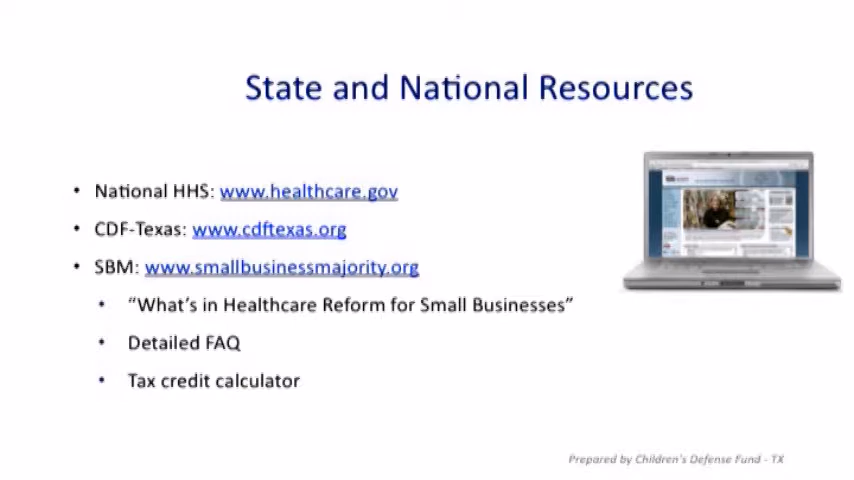 State and National Resources
• National HHS: www.healthcare.gov
• CDF-Texas: www.cdftexas.org
• SBM: www.smallbusinessmajority.org
• “What’s in Healthcare Reform for Small Businesses”
• Detailed FAQ
• Tax credit calculator
Prepared by Children's Defense Fund - TX